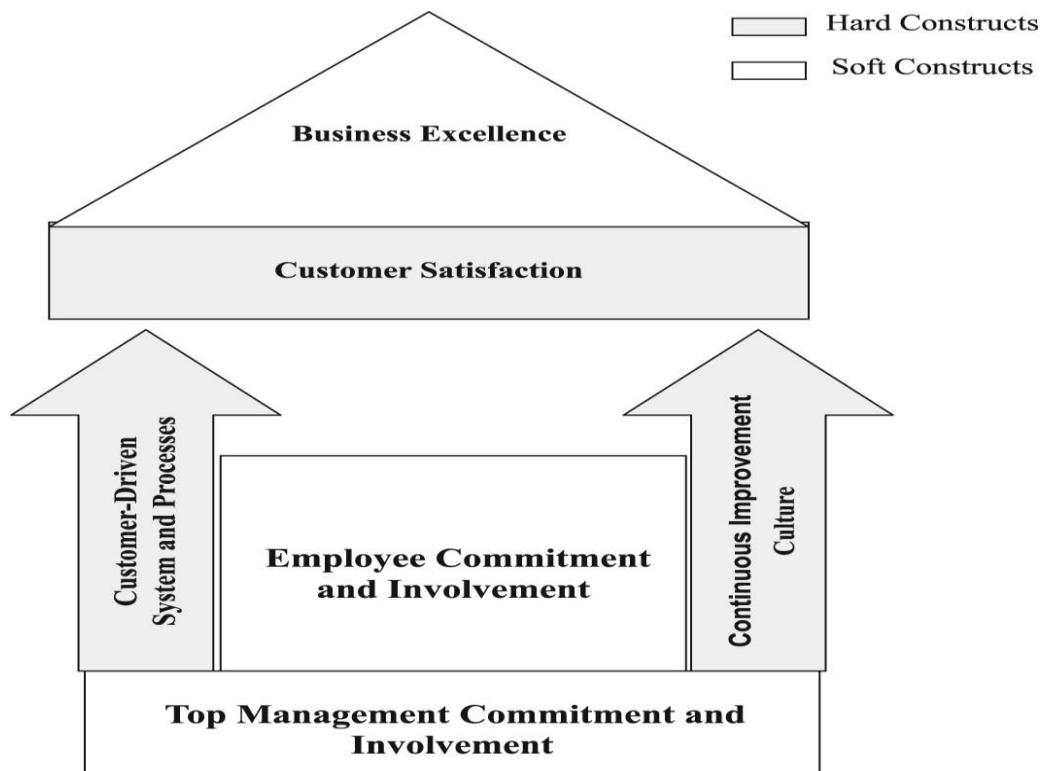 Hard Constructs
Soft Constructs
Business Excellence
Customer Satisfaction
Customer-Driven
System and Processes
Employee Commitment
and Involvement
Continuous Improvement
Culture
Top Management Commitment and
Involvement